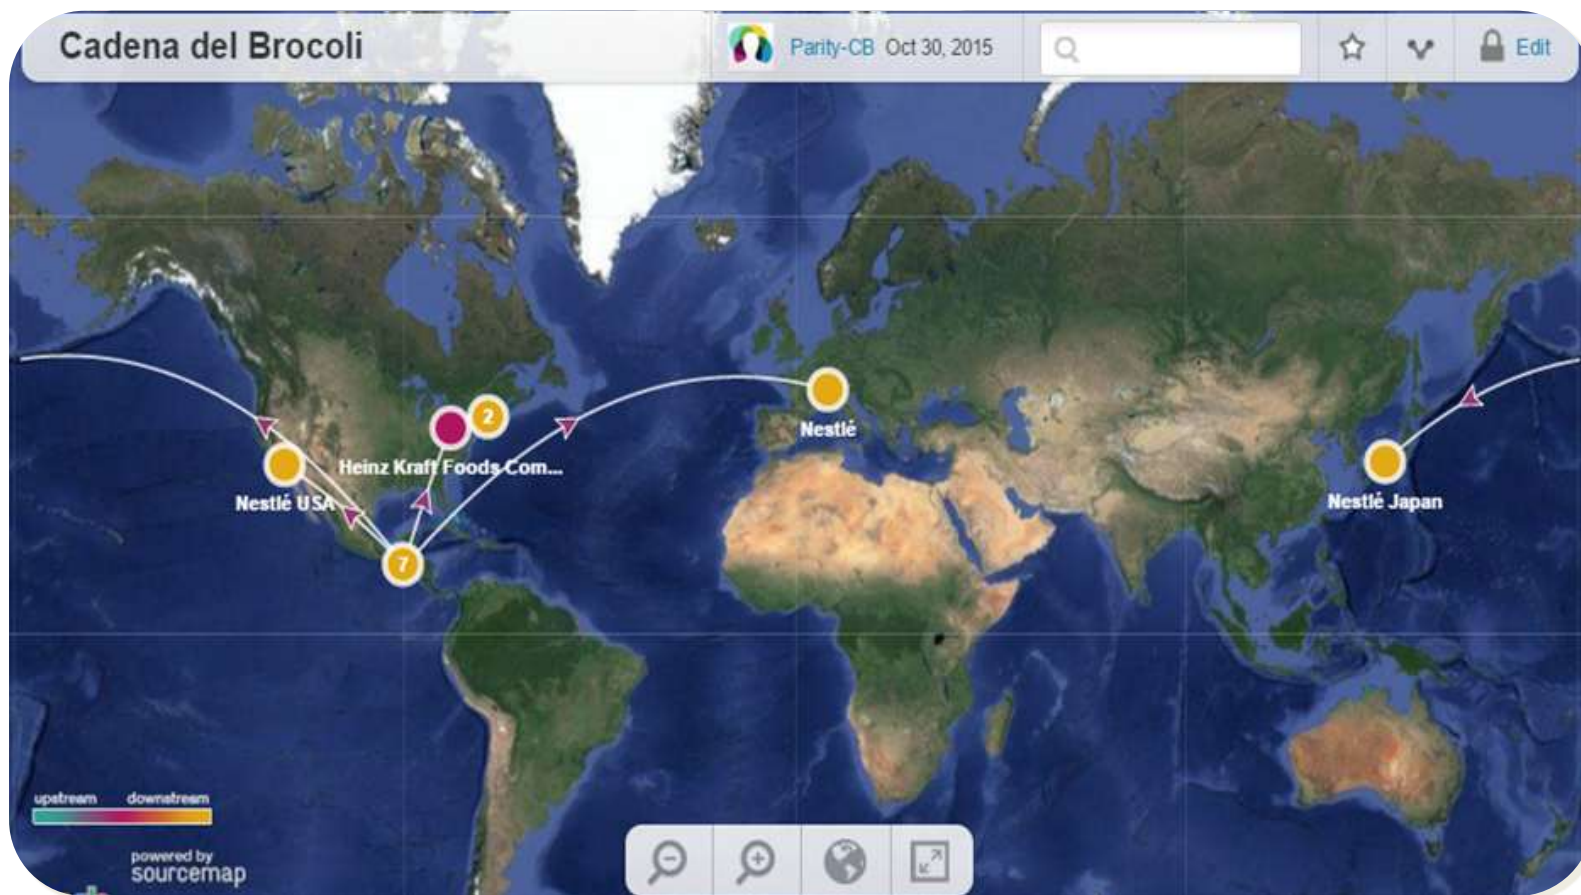 Cadena del Brocoli
Parity-CB Oct 30, 2015
Edit
2
Nestlé
Heinz Kraft Foods Com...
Nestlé USA
Nestlé Japan
7
upstream downstream
powered by
sourcemap